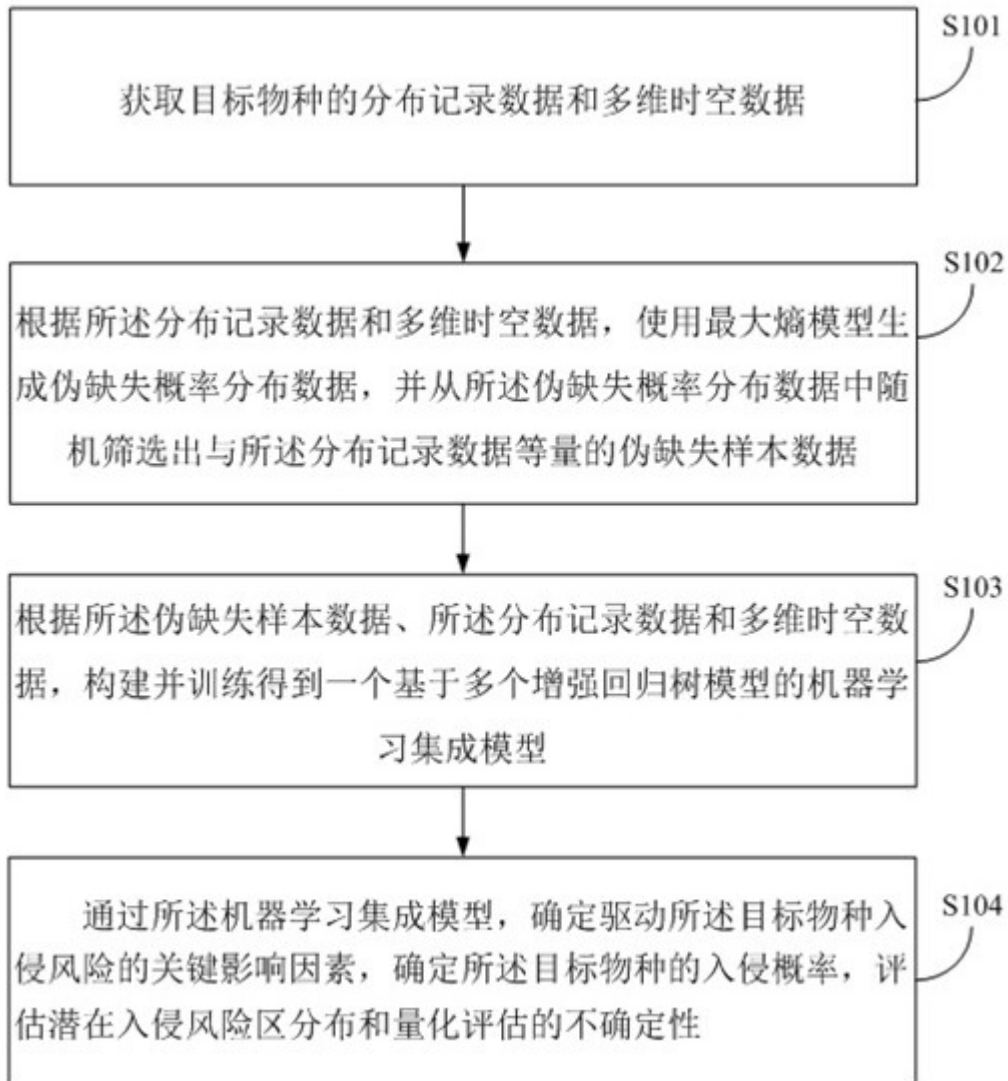 S101
获取目标物种的分布记录数据和多维时空数据
S102
根据所述分布记录数据和多维时空数据，使用最大熵模型生
成伪缺失概率分布数据，并从所述伪缺失概率分布数据中随
机筛选出与所述分布记录数据等量的伪缺失样本数据
S103
根据所述伪缺失样本数据、所述分布记录数据和多维时空数
据，构建并训练得到一个基于多个增强回归树模型的机器学
习集成模型
S104
通过所述机器学习集成模型，确定驱动所述目标物种入
侵风险的关键影响因素，确定所述目标物种的入侵概率，评
估潜在入侵风险区分布和量化评估的不确定性